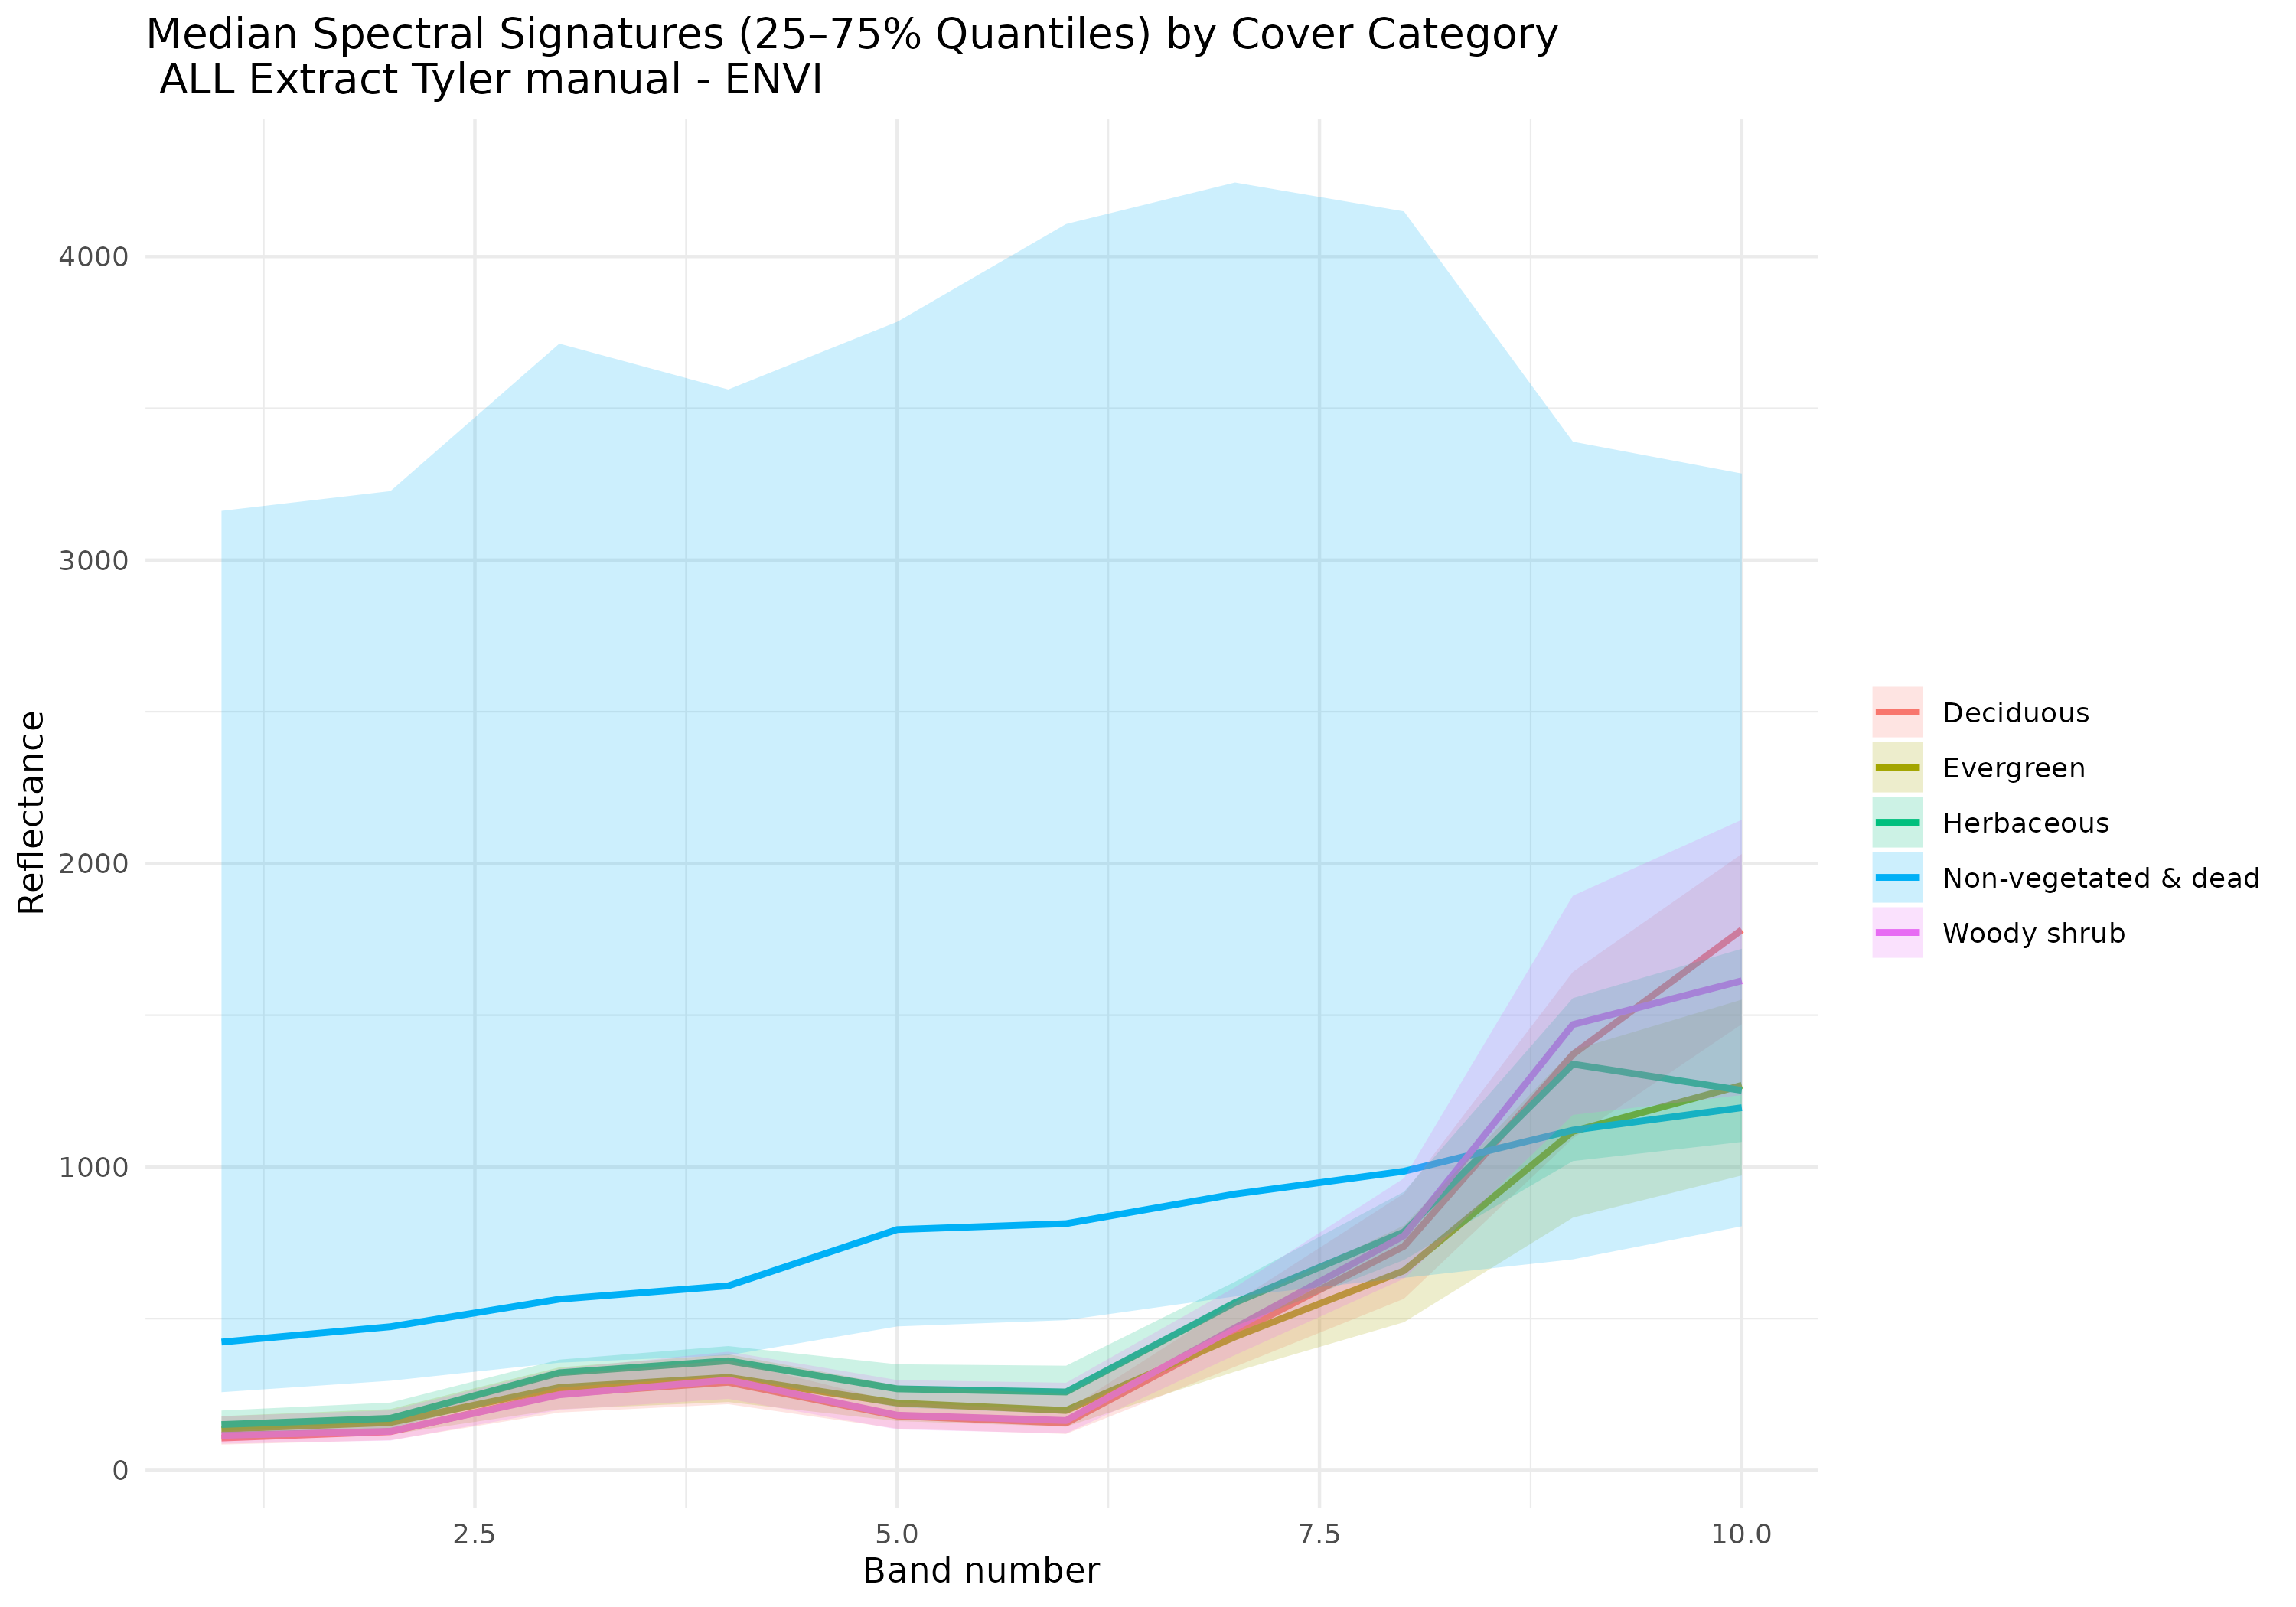 Median Spectral Signatures (25–75% Quantiles) by Cover Category
ALL Extract Tyler manual - ENVI
Reflectance
4000
3000
2000
1000
0
2.5
5.0
7.5
10.0
Band number
Deciduous
Evergreen
Herbaceous
Non-vegetated & dead
Woody shrub